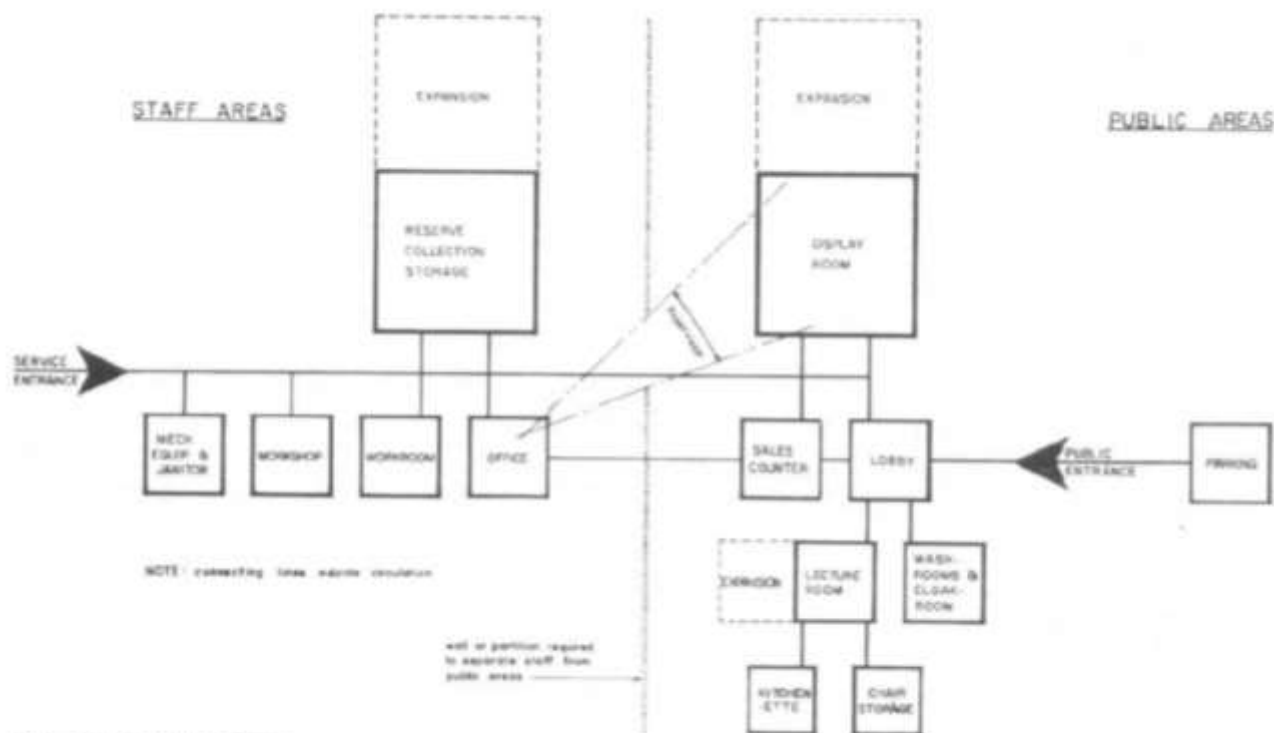 EXPANSION
EXPANSION
STAFF AREAS
PUBLIC AREAS
RESERVE
COLLECTION
STORAGE
DISPLAY
ROOM
SERVICE
ENTRANCE
MECH.
EQUIP &
JANITOR
WORKSHOP
WORKROOM
OFFICE
SALES
COUNTER
LOBBY
PUBLIC
ENTRANCE
PARKING
NOTE: connecting lines indicate circulation
EXPANSION
LECTURE
ROOM
WASH-
ROOMS &
CLOAK-
ROOM
wall or partition required
to separate staff from
public areas
KITCHEN
-ETTE
CHAIR
STORAGE